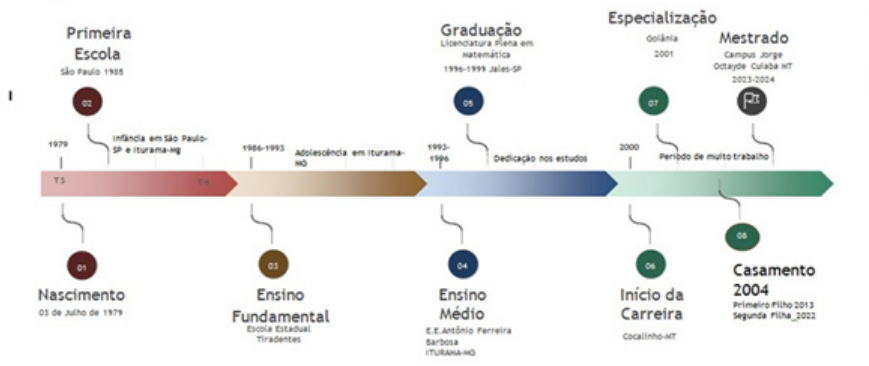 Primeira
Escola
São Paulo 1985
02
Graduação
Licenciatura Plena em
Matemática
1996-1999 Jales-SP
05
Especialização
Goiânia
2001
07
Mestrado
Campus Jorge
Octayde Cuiabá MT
2023-2024
1979
Infância em São Paulo-
SP e Iturama-Mg
1986-1993
Adolescência em Iturama-
MG
1993-
1996
Dedicação nos estudos
2000
Período de muito trabalho
T3
T4
01
Nascimento
03 de Julho de 1979
03
Ensino
Fundamental
Escola Estadual
Tiradentes
04
Ensino
Médio
E.E.Antônio Ferreira
Barbosa
ITURAMA-MG
06
Início da
Carreira
Cocalinho-MT
08
Casamento
2004
Primeiro Filho 2013
Segunda Filha_2022